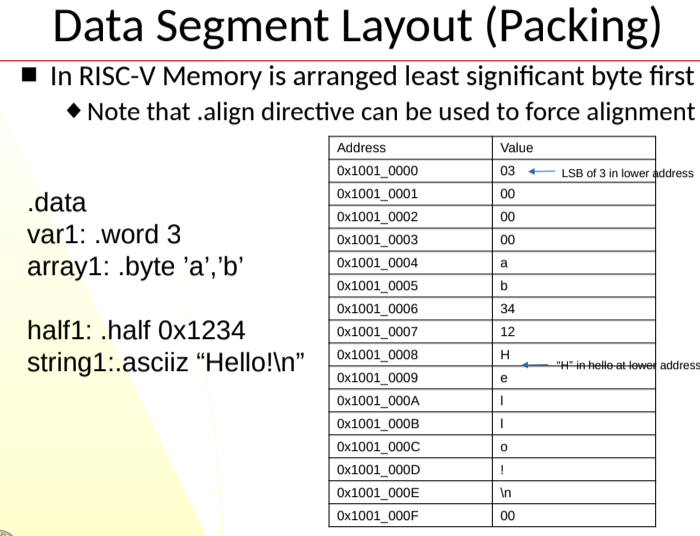 Data Segment Layout (Packing)
■ In RISC-V Memory is arranged least significant byte first
◆ Note that .align directive can be used to force alignment
.data
var1: .word 3
array1: .byte ’a’,’b’
half1: .half 0x1234
string1:.asciiz “Hello!\n”
Address Value
0x1001_0000 03 LSB of 3 in lower address
0x1001_0001 00
0x1001_0002 00
0x1001_0003 00
0x1001_0004 a
0x1001_0005 b
0x1001_0006 34
0x1001_0007 12
0x1001_0008 H
“H” in hello at lower address
0x1001_0009 e
0x1001_000A l
0x1001_000B l
0x1001_000C o
0x1001_000D !
0x1001_000E \n
0x1001_000F 00